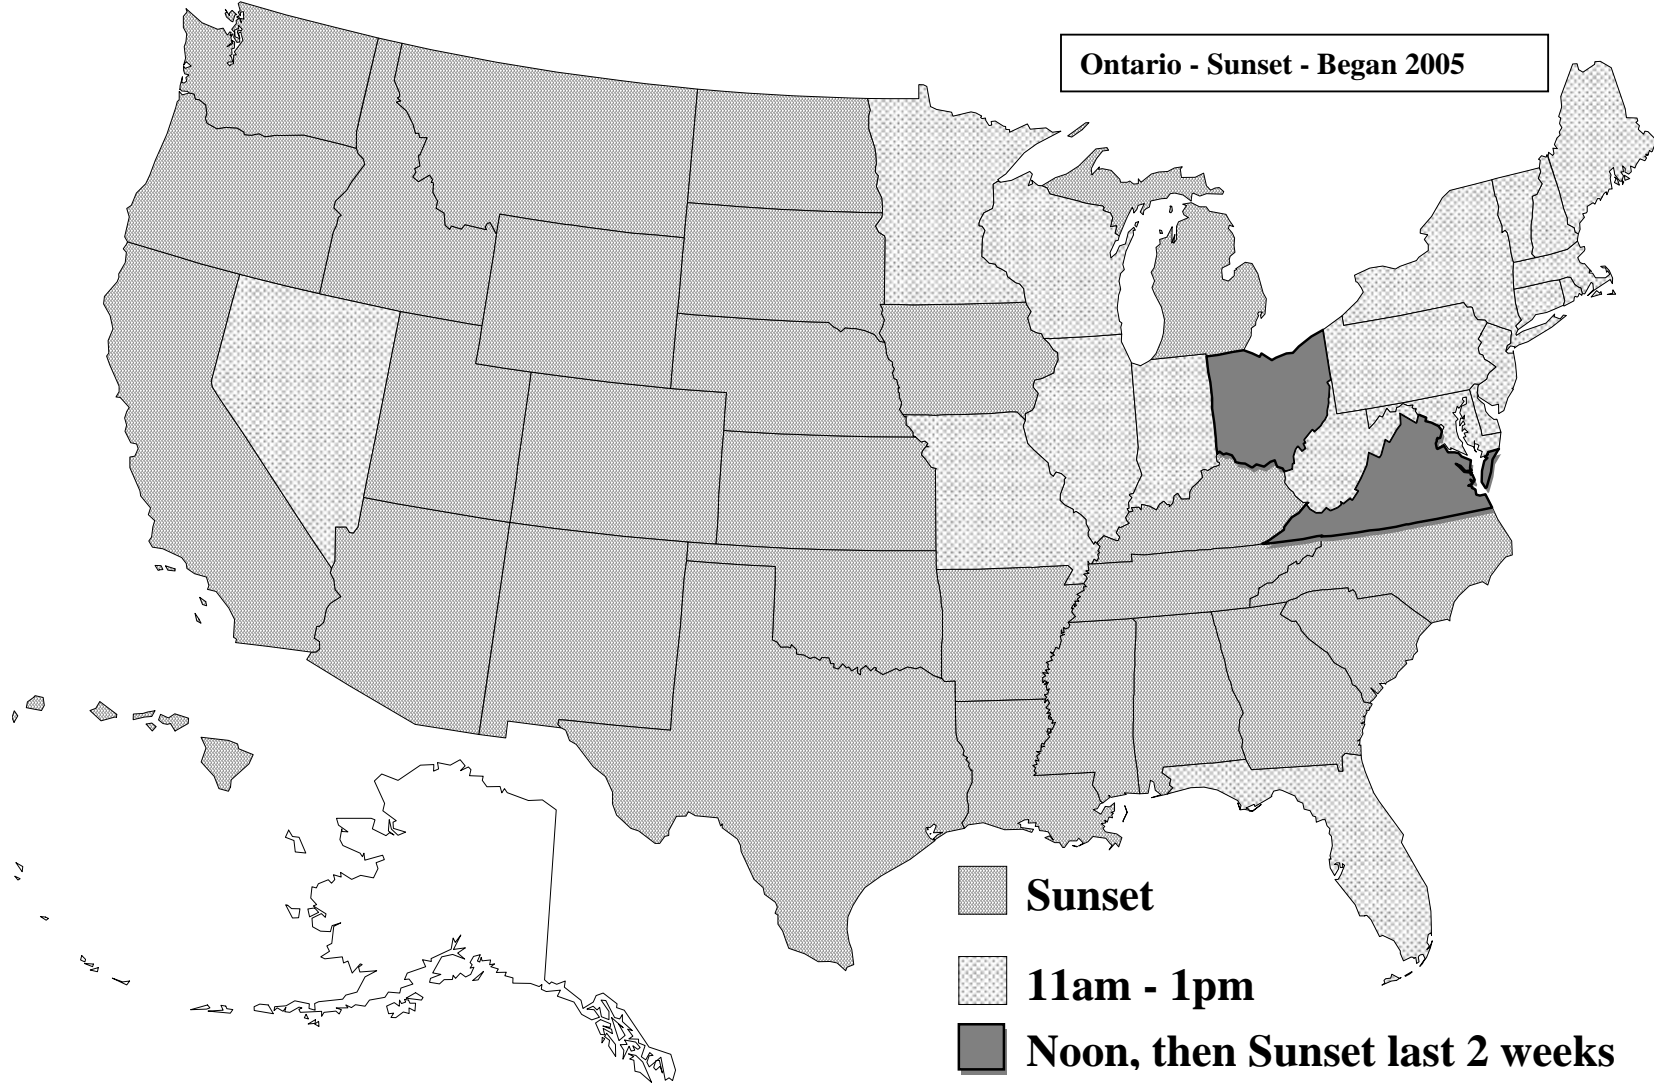 Ontario - Sunset - Began 2005
Sunset
11am - 1pm
Noon, then Sunset last 2 weeks